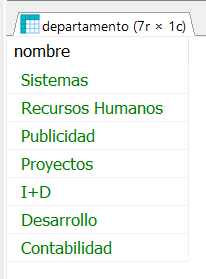 departamento (7r × 1c)
nombre
Sistemas
Recursos Humanos
Publicidad
Proyectos
I+D
Desarrollo
Contabilidad